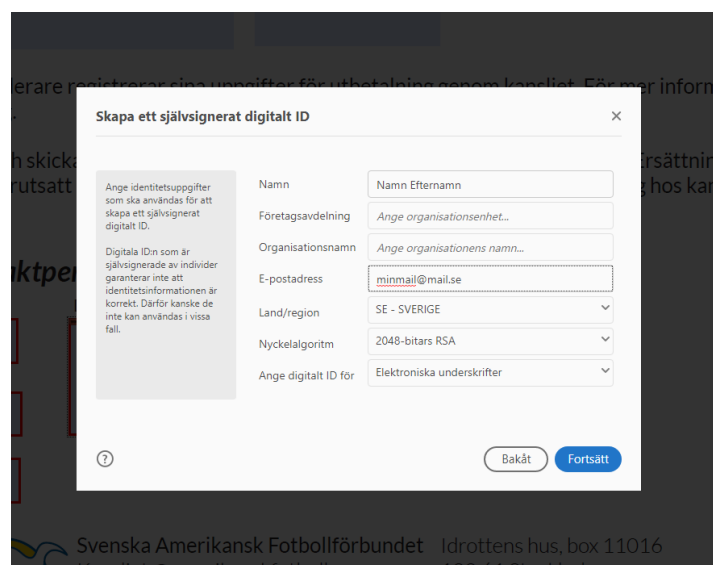 derare registrerar sina uppgifter för utbetalning genom kansliet. För mer inform
Skapa ett självsignerat digitalt ID
h skicka
Ersättnin
rutsatt
g hos kan
Ange identitetsuppgifter
som ska användas för att
skapa ett självsignerat
digitalt ID.
Digitala ID:n som är
självsignerade av individer
garanterar inte att
identitetsinformationen är
korrekt. Därför kanske de
inte kan användas i vissa
fall.
Namn
Namn Efternamn
Företagsavdelning
Ange organisationsenhet...
Organisationsnamn
Ange organisationens namn...
E-postadress
minmail@mail.se
Land/region
SE - SVERIGE
Nyckelalgoritm
2048-bitars RSA
Ange digitalt ID för
Elektroniska underskrifter
aktper
Bakåt
Fortsätt
Svenska Amerikansk Fotbollförbundet Idrottens hus, box 11016